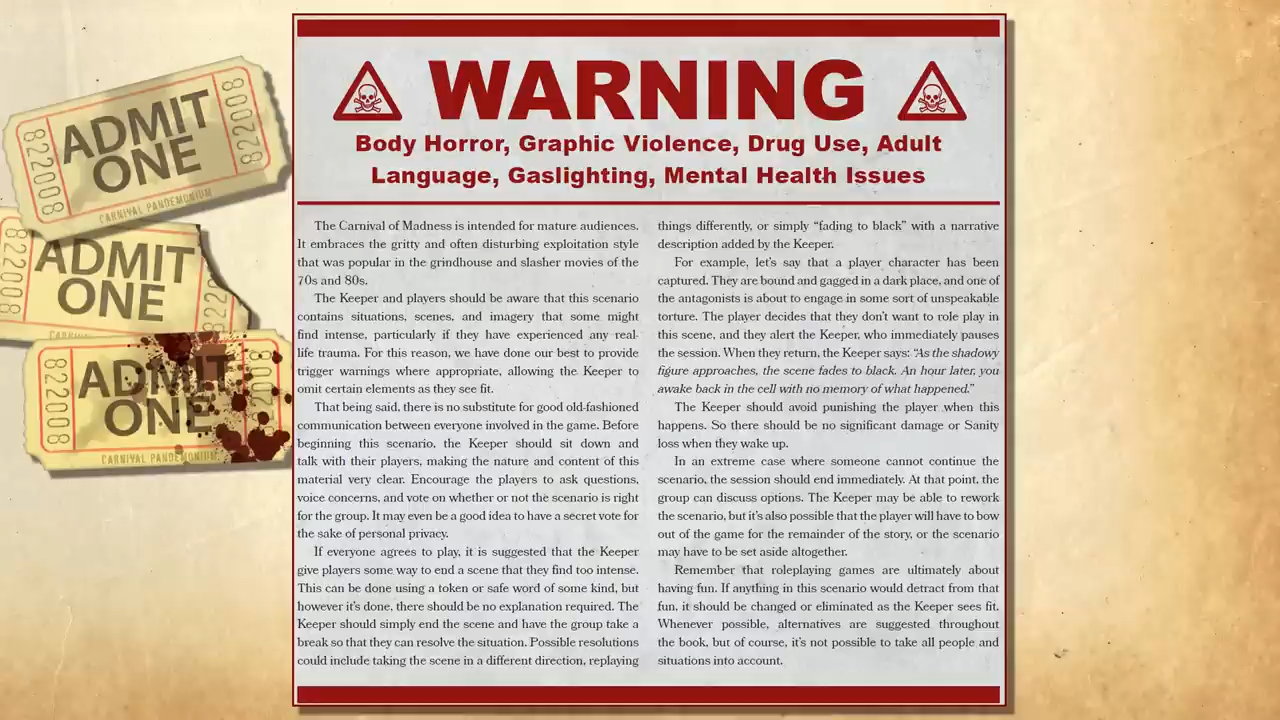 ADMIT
ONE
822008
822008
CARNIVAL PANDEMONIUM
ADMIT
ONE
822008
822
ADMIT
ONE
822008
822008
CARNIVAL PANDEMONIUM
WARNING
Body Horror, Graphic Violence, Drug Use, Adult
Language, Gaslighting, Mental Health Issues
The Carnival of Madness is intended for mature audiences.
It embraces the gritty and often disturbing exploitation style
that was popular in the grindhouse and slasher movies of the
70s and 80s.
The Keeper and players should be aware that this scenario
contains situations, scenes, and imagery that some might
find intense, particularly if they have experienced any real-
life trauma. For this reason, we have done our best to provide
trigger warnings where appropriate, allowing the Keeper to
omit certain elements as they see fit.
That being said, there is no substitute for good old-fashioned
communication between everyone involved in the game. Before
beginning this scenario, the Keeper should sit down and
talk with their players, making the nature and content of this
material very clear. Encourage the players to ask questions,
voice concerns, and vote on whether or not the scenario is right
for the group. It may even be a good idea to have a secret vote for
the sake of personal privacy.
If everyone agrees to play, it is suggested that the Keeper
give players some way to end a scene that they find too intense.
This can be done using a token or safe word of some kind, but
however it's done, there should be no explanation required. The
Keeper should simply end the scene and have the group take a
break so that they can resolve the situation. Possible resolutions
could include taking the scene in a different direction, replaying
things differently, or simply “fading to black” with a narrative
description added by the Keeper.
For example, let's say that a player character has been
captured. They are bound and gagged in a dark place, and one of
the antagonists is about to engage in some sort of unspeakable
torture. The player decides that they don't want to role play in
this scene, and they alert the Keeper, who immediately pauses
the session. When they return, the Keeper says: “As the shadowy
figure approaches, the scene fades to black. An hour later, you
awake back in the cell with no memory of what happened.”
The Keeper should avoid punishing the player when this
happens. So there should be no significant damage or Sanity
loss when they wake up.
In an extreme case where someone cannot continue the
scenario, the session should end immediately. At that point, the
group can discuss options. The Keeper may be able to rework
the scenario, but it's also possible that the player will have to bow
out of the game for the remainder of the story, or the scenario
may have to be set aside altogether.
Remember that roleplaying games are ultimately about
having fun. If anything in this scenario would detract from that
fun, it should be changed or eliminated as the Keeper sees fit.
Whenever possible, alternatives are suggested throughout
the book, but of course, it's not possible to take all people and
situations into account.